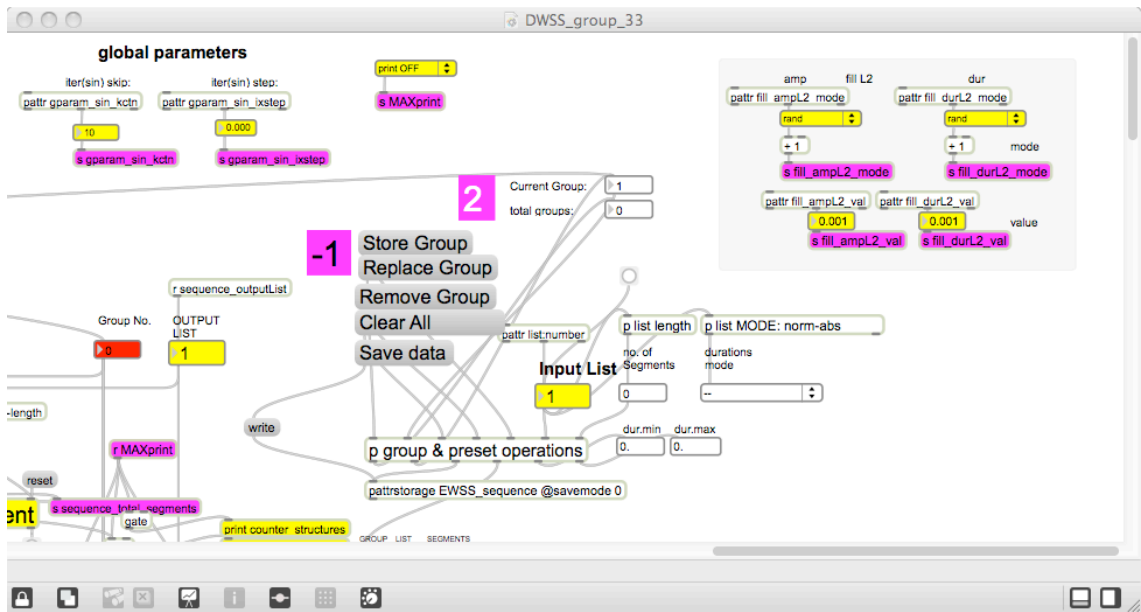 DWSS_group_33
global parameters
iter(sin) skip:
iter(sin) step:
pattr gparam_sin_kctn
pattr gparam_sin_ixstep
10
0.000
s gparam_sin_kctn
s gparam_sin_ixstep
print OFF
s MAXprint
amp
fill L2
dur
pattr fill_ampL2_mode
pattr fill_durL2_mode
rand
rand
+ 1
+ 1
mode
s fill_ampL2_mode
s fill_durL2_mode
pattr fill_ampL2_val
pattr fill_durL2_val
0.001
0.001
value
s fill_ampL2_val
s fill_durL2_val
2
Current Group:
1
total groups:
0
-1
Store Group
Replace Group
Remove Group
Clear All
Save data
r sequence_outputList
Group No.
OUTPUT
LIST
0
1
pattr list:number
p list length
p list MODE: norm-abs
Input List
no. of
Segments
durations
mode
1
0
--
-length
write
dur.min
dur.max
0.
0.
r MAXprint
p group & preset operations
reset
pattrstorage EWSS_sequence @savemode 0
ent
s sequence_total_segments
gate
print counter_structures
GROUP
LIST
SEGMENTS